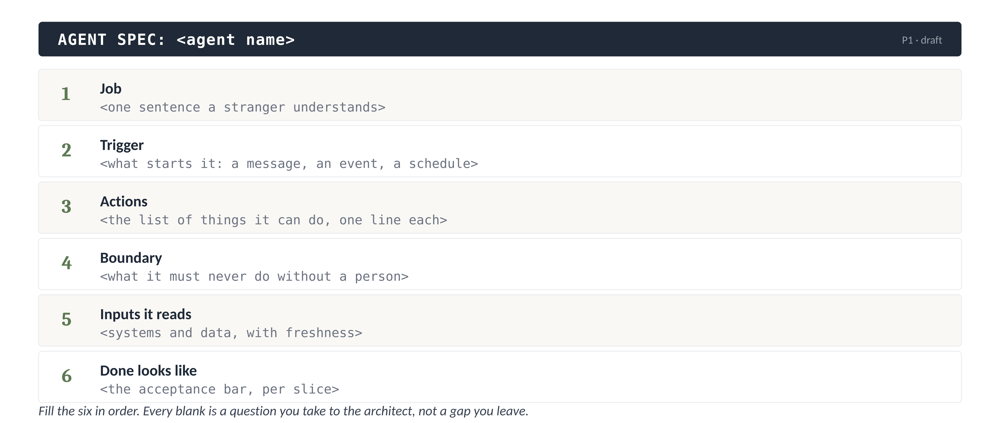 AGENT SPEC: <agent name>
P1 · draft
1
Job
<one sentence a stranger understands>
2
Trigger
<what starts it: a message, an event, a schedule>
3
Actions
<the list of things it can do, one line each>
4
Boundary
<what it must never do without a person>
5
Inputs it reads
<systems and data, with freshness>
6
Done looks like
<the acceptance bar, per slice>
Fill the six in order. Every blank is a question you take to the architect, not a gap you leave.